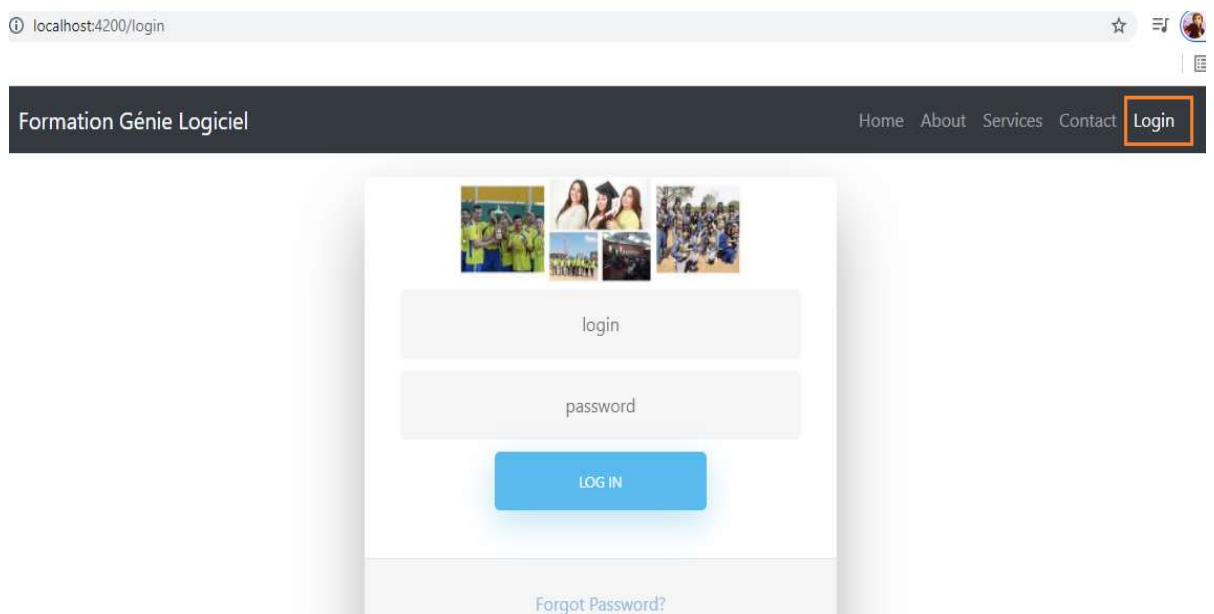 localhost:4200/login
Formation Génie Logiciel Home About Services Contact Login
login
password
LOG IN
Forgot Password?